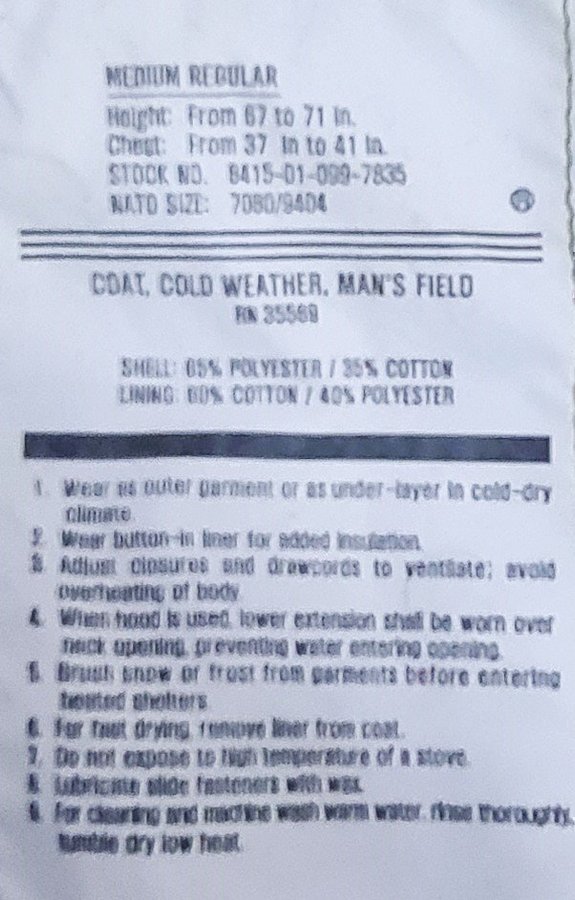 MEDIUM REGULAR
Height: From 67 to 71 In.
Chest: From 37 In to 41 In.
STOCK NO. 8415-01-099-7835
NATO SIZE: 7080/9404
COAT, COLD WEATHER, MAN'S FIELD
RN 35569
SHELL: 65% POLYESTER / 35% COTTON
LINING: 60% COTTON / 40% POLYESTER
1. Wear as outer garment or as under-layer in cold-dry
climate.
2. Wear button-in liner for added insulation.
3. Adjust closures and drawcords to ventilate; avoid
overheating of body.
4. When hood is used, lower extension shall be worn over
neck opening, preventing water entering opening.
5. Brush snow or frost from garments before entering
heated shelters.
6. For fast drying, remove liner from coat.
7. Do not expose to high temperature of a stove.
8. Lubricate slide fasteners with wax.
9. For cleaning and machine wash warm water, rinse thoroughly,
tumble dry low heat.